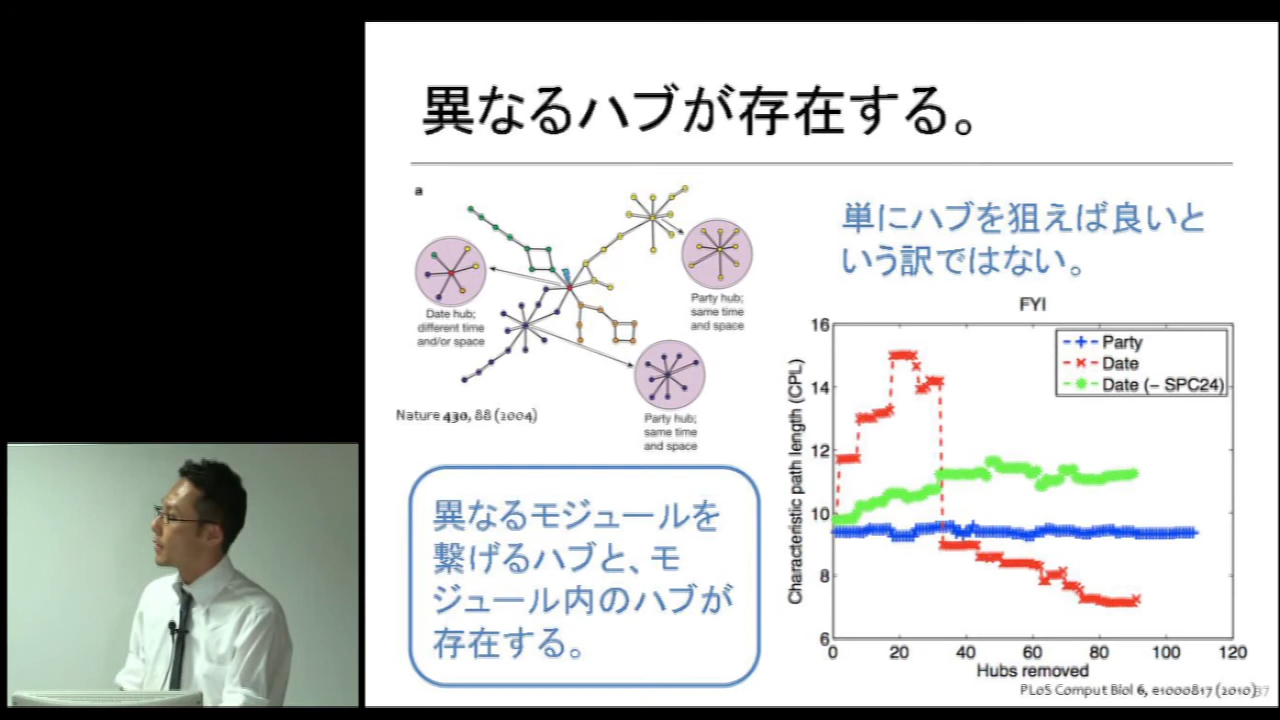 異なるハブが存在する。
a
Date hub;
different time
and/or space
Party hub;
same time
and space
Party hub;
same time
and space
Nature 430, 88 (2004)
異なるモジュールを
繋げるハブと、モ
ジュール内のハブが
存在する。
単にハブを狙えば良いと
いう訳ではない。
FYI
Party
Date
Date (− SPC24)
Characteristic path length (CPL)
16
14
12
10
8
6
0 20 40 60 80 100 120
Hubs removed
PLoS Comput Biol 6, e1000817 (2010)
37